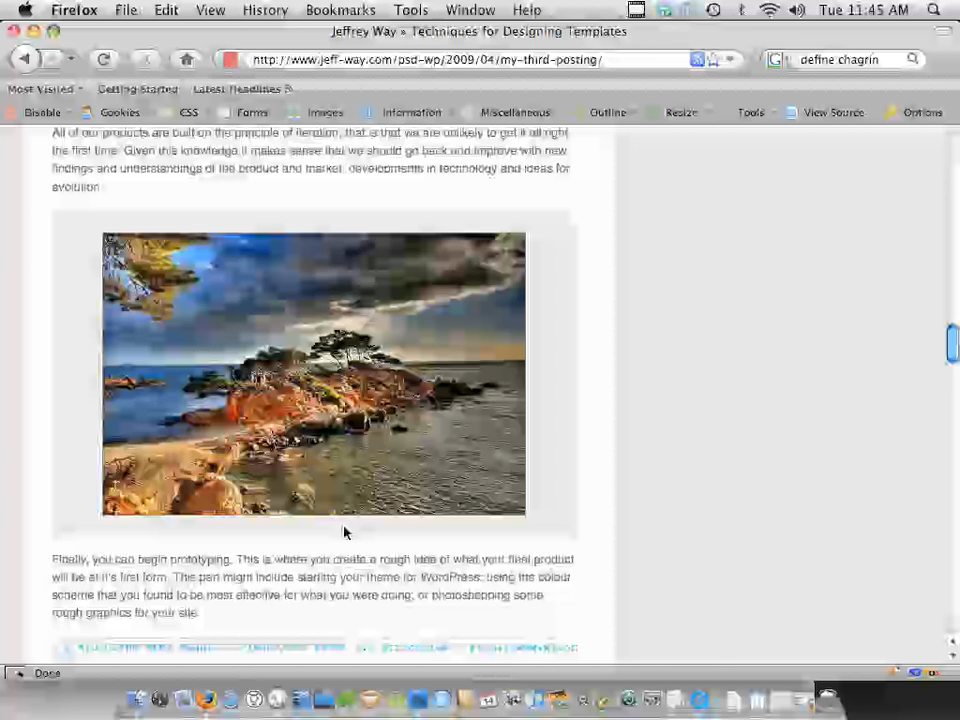 Firefox File Edit View History Bookmarks Tools Window Help Tue 11:45 AM
Jeffrey Way » Techniques for Designing Templates
http://www.jeff-way.com/psd-wp/2009/04/my-third-posting/ define chagrin
Most Visited Getting Started Latest Headlines
Disable Cookies CSS Forms Images Information Miscellaneous Outline Resize Tools View Source Options
All of our products are built on the principle of iteration, that is that we are unlikely to get it all right
the first time. Given this knowledge it makes sense that we should go back and improve with new
findings and understandings of the product and market, developments in technology and ideas for
evolution.
Finally, you can begin prototyping. This is where you create a rough idea of what your final product
will be at it's first form. This part might include starting your theme for WordPress, using the colour
scheme that you found to be most effective for what you were doing, or photoshopping some
rough graphics for your site.
Done